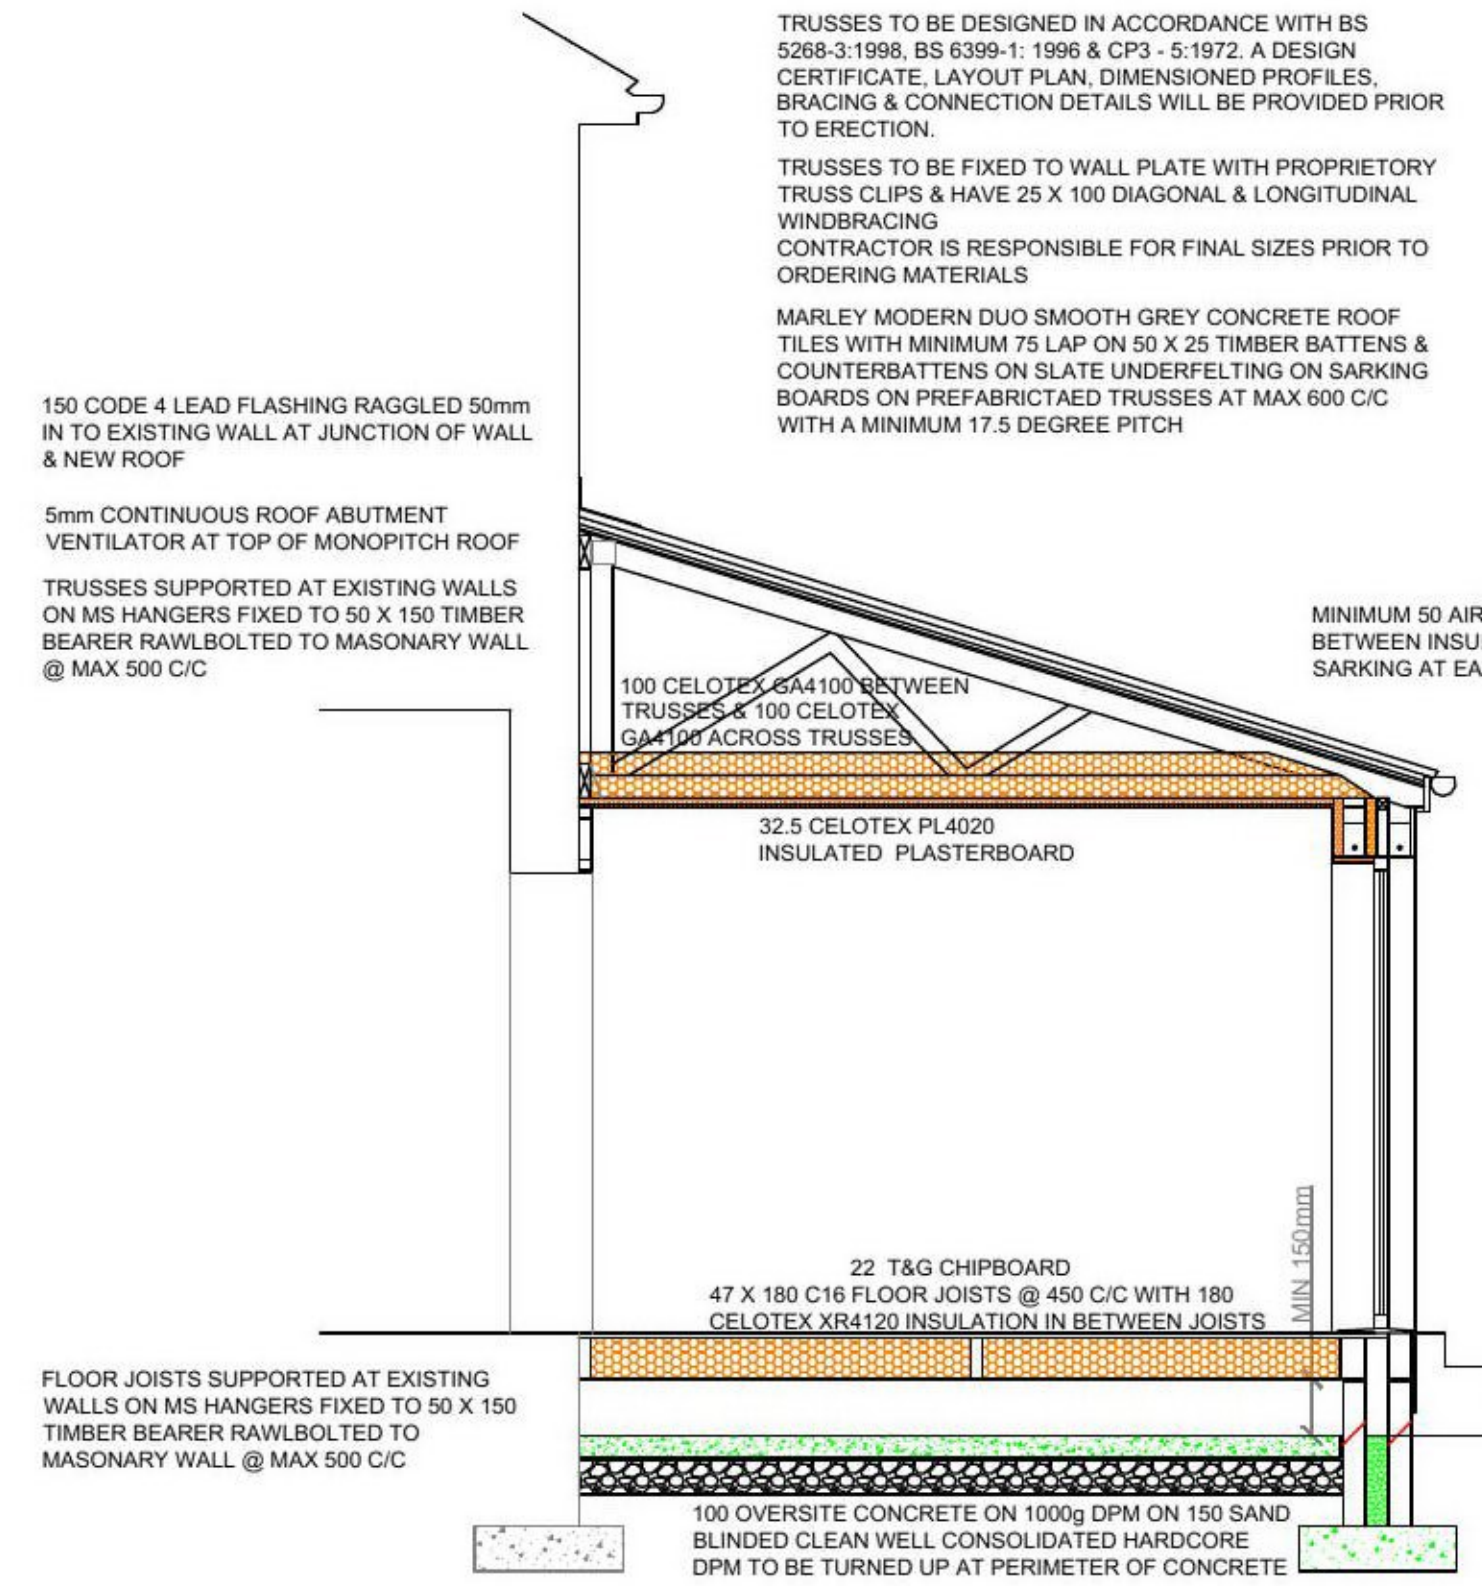 TRUSSES TO BE DESIGNED IN ACCORDANCE WITH BS
5268-3:1998, BS 6399-1: 1996 & CP3 - 5:1972. A DESIGN
CERTIFICATE, LAYOUT PLAN, DIMENSIONED PROFILES,
BRACING & CONNECTION DETAILS WILL BE PROVIDED PRIOR
TO ERECTION.
TRUSSES TO BE FIXED TO WALL PLATE WITH PROPRIETORY
TRUSS CLIPS & HAVE 25 X 100 DIAGONAL & LONGITUDINAL
WINDBRACING
CONTRACTOR IS RESPONSIBLE FOR FINAL SIZES PRIOR TO
ORDERING MATERIALS
MARLEY MODERN DUO SMOOTH GREY CONCRETE ROOF
TILES WITH MINIMUM 75 LAP ON 50 X 25 TIMBER BATTENS &
COUNTERBATTENS ON SLATE UNDERFELTING ON SARKING
BOARDS ON PREFABRICTAED TRUSSES AT MAX 600 C/C
WITH A MINIMUM 17.5 DEGREE PITCH
150 CODE 4 LEAD FLASHING RAGGLED 50mm
IN TO EXISTING WALL AT JUNCTION OF WALL
& NEW ROOF
5mm CONTINUOUS ROOF ABUTMENT
VENTILATOR AT TOP OF MONOPITCH ROOF
TRUSSES SUPPORTED AT EXISTING WALLS
ON MS HANGERS FIXED TO 50 X 150 TIMBER
BEARER RAWLBOLTED TO MASONARY WALL
@ MAX 500 C/C
MINIMUM 50 AIR
BETWEEN INSU
SARKING AT EA
100 CELOTEX GA4100 BETWEEN
TRUSSES & 100 CELOTEX
GA4100 ACROSS TRUSSES
32.5 CELOTEX PL4020
INSULATED PLASTERBOARD
MIN 150mm
22 T&G CHIPBOARD
47 X 180 C16 FLOOR JOISTS @ 450 C/C WITH 180
CELOTEX XR4120 INSULATION IN BETWEEN JOISTS
FLOOR JOISTS SUPPORTED AT EXISTING
WALLS ON MS HANGERS FIXED TO 50 X 150
TIMBER BEARER RAWLBOLTED TO
MASONARY WALL @ MAX 500 C/C
100 OVERSITE CONCRETE ON 1000g DPM ON 150 SAND
BLINDED CLEAN WELL CONSOLIDATED HARDCORE
DPM TO BE TURNED UP AT PERIMETER OF CONCRETE